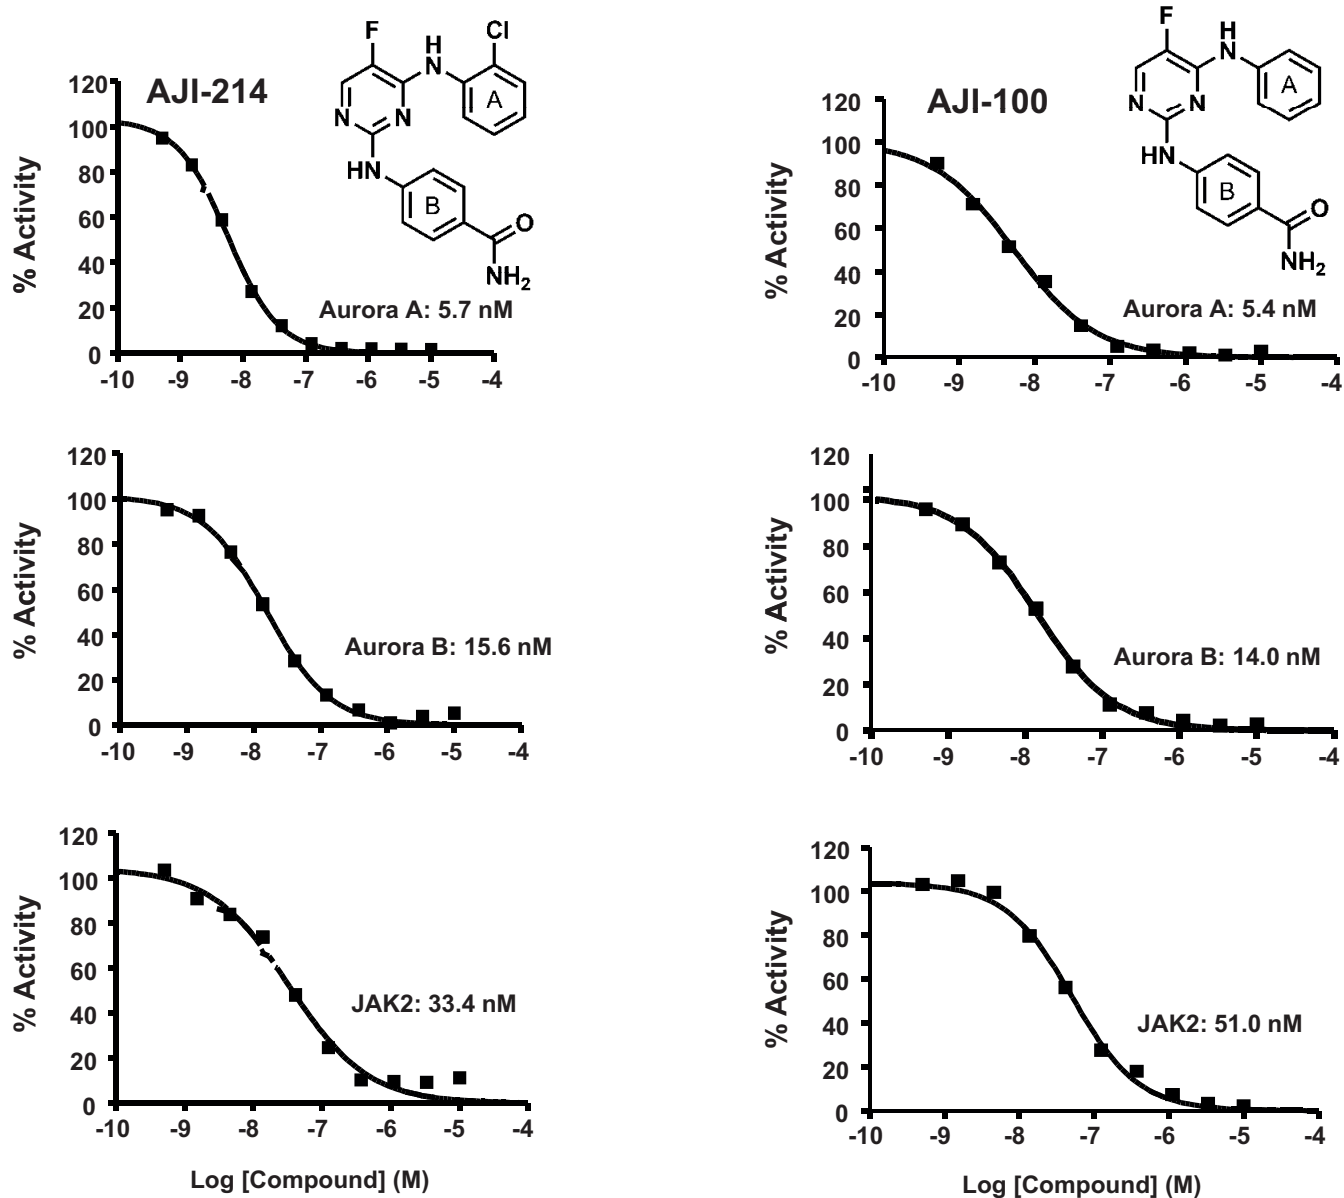 AJI-214
F
H
N
Cl
A
N
N
HN
B
O
NH2
% Activity
120
100
80
60
40
20
0
Aurora A: 5.7 nM
-10 -9 -8 -7 -6 -5 -4
AJI-100
F
H
N
A
N
N
HN
B
O
NH2
% Activity
120
100
80
60
40
20
0
Aurora A: 5.4 nM
-10 -9 -8 -7 -6 -5 -4
% Activity
120
100
80
60
40
20
0
Aurora B: 15.6 nM
-10 -9 -8 -7 -6 -5 -4
% Activity
120
100
80
60
40
20
0
Aurora B: 14.0 nM
-10 -9 -8 -7 -6 -5 -4
% Activity
120
100
80
60
40
20
0
JAK2: 33.4 nM
-10 -9 -8 -7 -6 -5 -4
Log [Compound] (M)
% Activity
120
100
80
60
40
20
0
JAK2: 51.0 nM
-10 -9 -8 -7 -6 -5 -4
Log [Compound] (M)